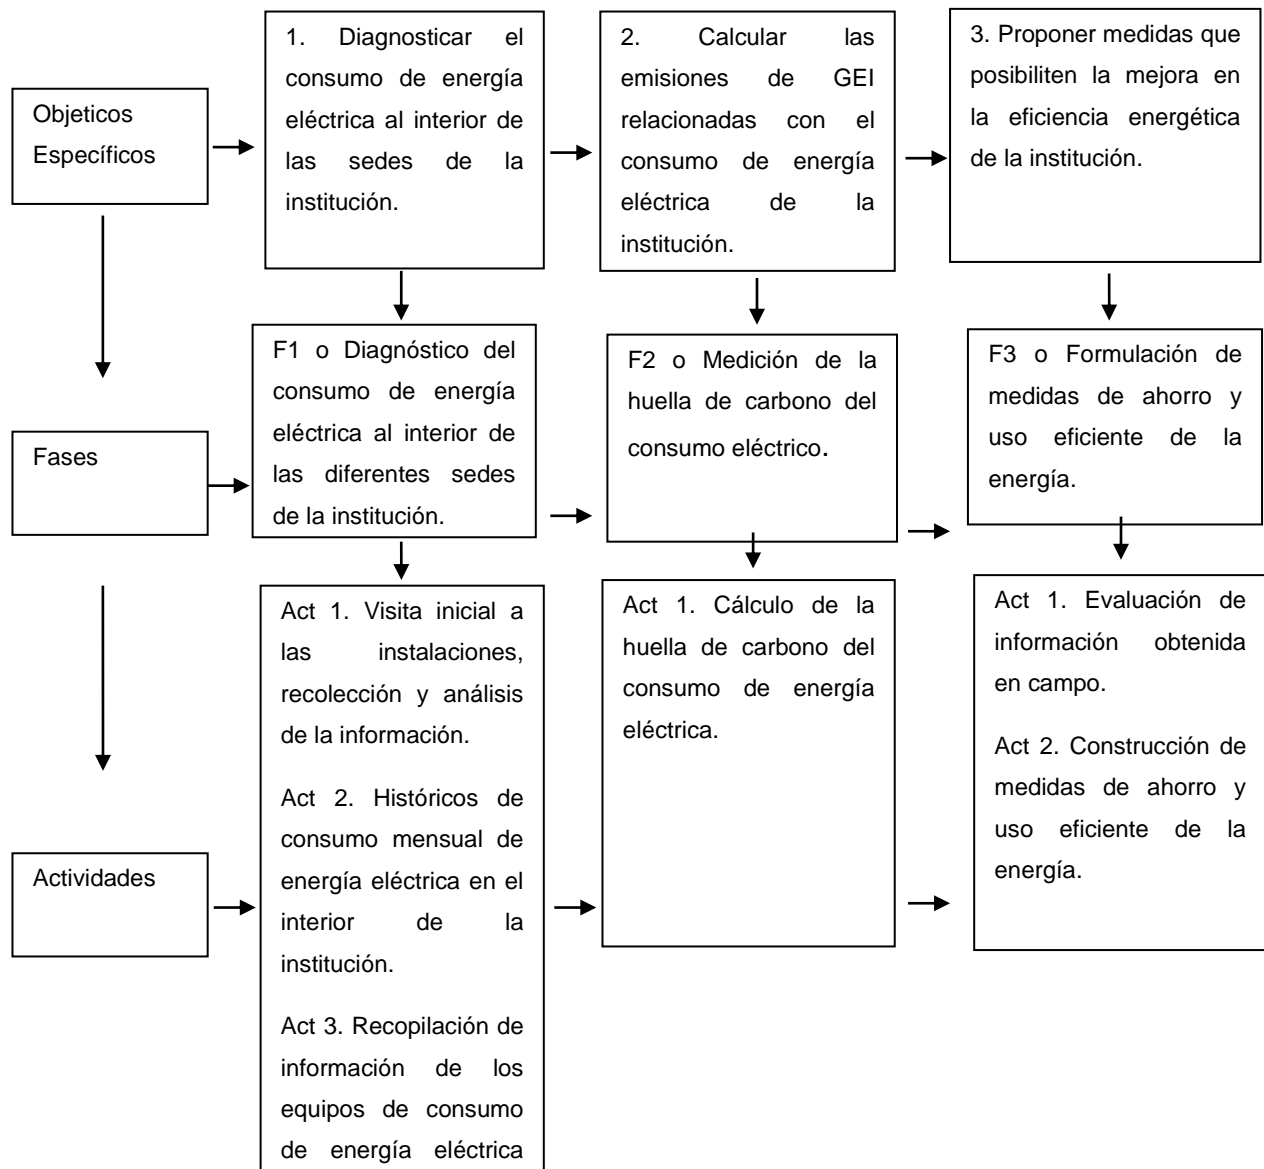 Objeticos
Específicos
1. Diagnosticar el
consumo de energía
eléctrica al interior de
las sedes de la
institución.
2. Calcular las
emisiones de GEI
relacionadas con el
consumo de energía
eléctrica de la
institución.
3. Proponer medidas que
posibiliten la mejora en
la eficiencia energética
de la institución.
Fases
F1 o Diagnóstico del
consumo de energía
eléctrica al interior de
las diferentes sedes
de la institución.
F2 o Medición de la
huella de carbono del
consumo eléctrico.
F3 o Formulación de
medidas de ahorro y
uso eficiente de la
energía.
Actividades
Act 1. Visita inicial a
las instalaciones,
recolección y análisis
de la información.
Act 2. Históricos de
consumo mensual de
energía eléctrica en el
interior de la
institución.
Act 3. Recopilación de
información de los
equipos de consumo
de energía eléctrica
Act 1. Cálculo de la
huella de carbono del
consumo de energía
eléctrica.
Act 1. Evaluación de
información obtenida
en campo.
Act 2. Construcción de
medidas de ahorro y
uso eficiente de la
energía.